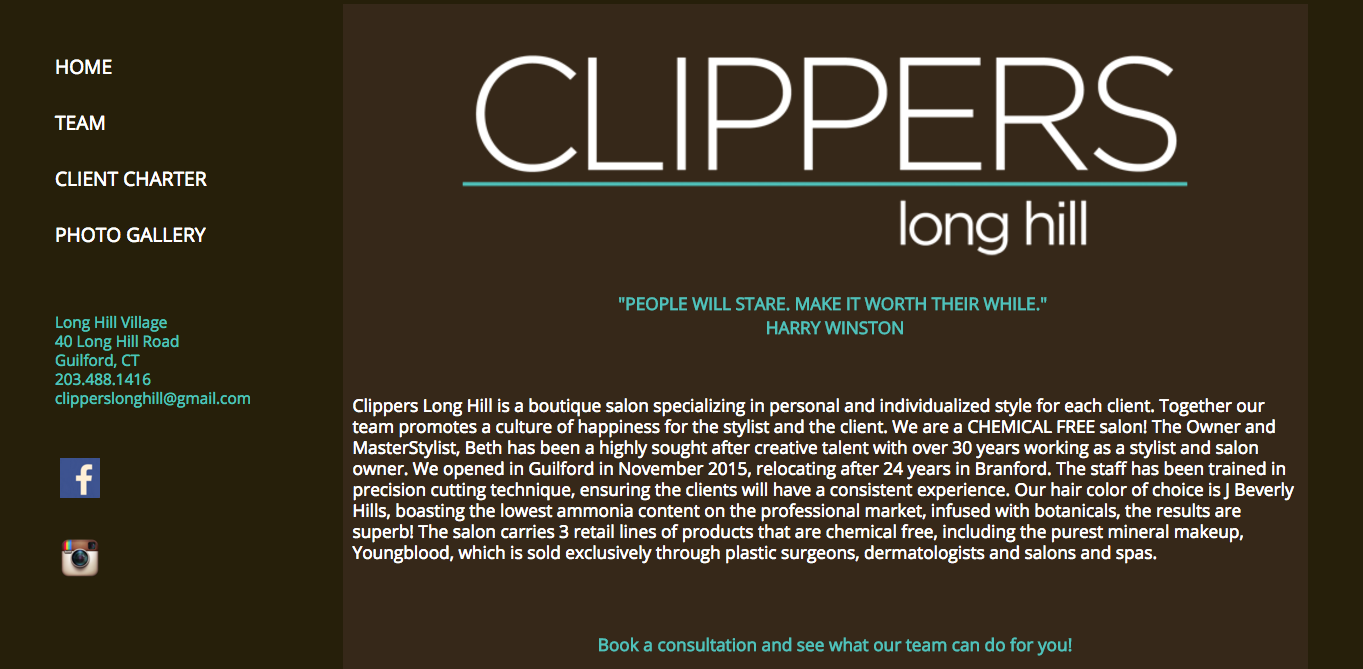 HOME
TEAM
CLIENT CHARTER
PHOTO GALLERY
Long Hill Village
40 Long Hill Road
Guilford, CT
203.488.1416
clipperslonghill@gmail.com
f
CLIPPERS
long hill
"PEOPLE WILL STARE. MAKE IT WORTH THEIR WHILE."
HARRY WINSTON
Clippers Long Hill is a boutique salon specializing in personal and individualized style for each client. Together our
team promotes a culture of happiness for the stylist and the client. We are a CHEMICAL FREE salon! The Owner and
MasterStylist, Beth has been a highly sought after creative talent with over 30 years working as a stylist and salon
owner. We opened in Guilford in November 2015, relocating after 24 years in Branford. The staff has been trained in
precision cutting technique, ensuring the clients will have a consistent experience. Our hair color of choice is J Beverly
Hills, boasting the lowest ammonia content on the professional market, infused with botanicals, the results are
superb! The salon carries 3 retail lines of products that are chemical free, including the purest mineral makeup,
Youngblood, which is sold exclusively through plastic surgeons, dermatologists and salons and spas.
Book a consultation and see what our team can do for you!